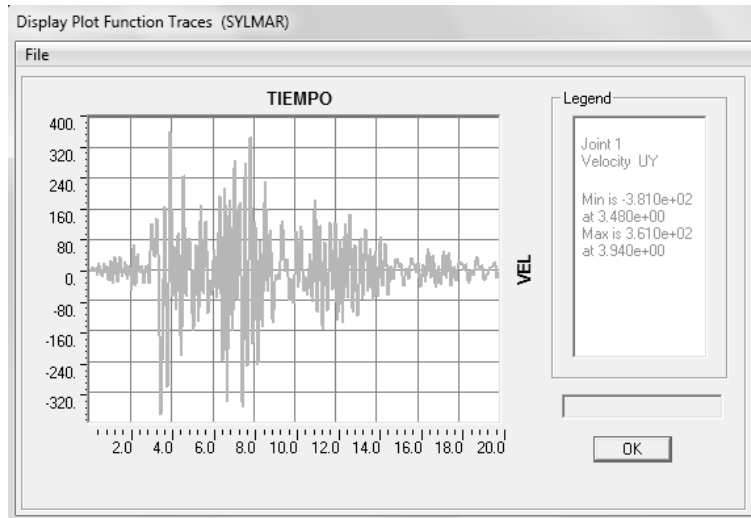 Display Plot Function Traces (SYLMAR)
File
TIEMPO
400.
320.
240.
160.
80.
0.
-80.
-160.
-240.
-320.
2.0 4.0 6.0 8.0 10.0 12.0 14.0 16.0 18.0 20.0
VEL
Legend
Joint 1
Velocity UY
Min is -3.810e+02
at 3.480e+00
Max is 3.610e+02
at 3.940e+00
OK